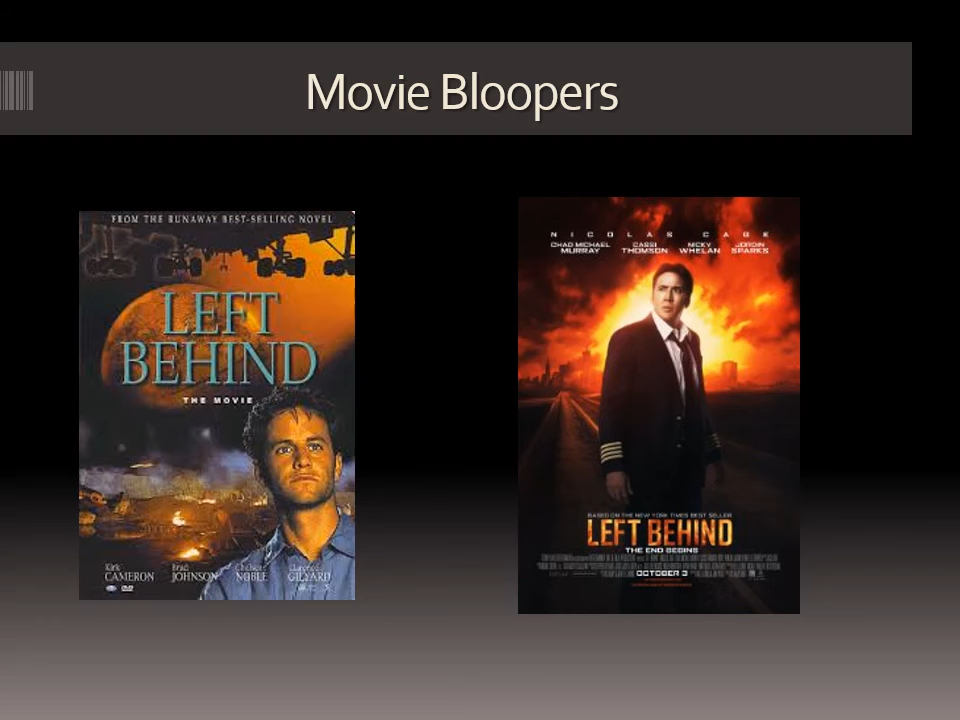 Movie Bloopers
FROM THE RUNAWAY BEST-SELLING NOVEL
LEFT
BEHIND
THE MOVIE
Kirk
CAMERON
Brad
JOHNSON
Chelsea
NOBLE
Clarence
GILYARD
NICOLAS CAGE
CHAD MICHAEL
MURRAY
CASSI
THOMSON
NICKY
WHELAN
JORDIN
SPARKS
BASED ON THE NEW YORK TIMES BEST SELLER
LEFT BEHIND
THE END BEGINS
OCTOBER 3